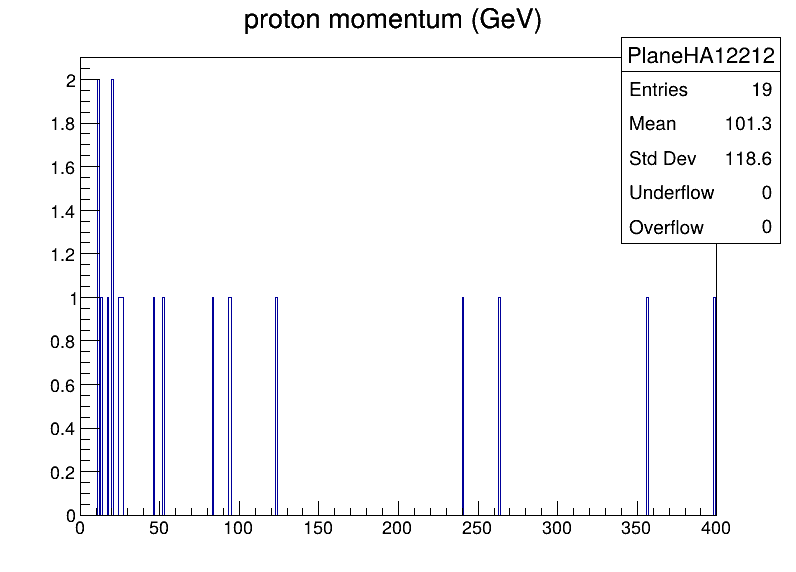 proton momentum (GeV)
PlaneHA12212
Entries 19
Mean 101.3
Std Dev 118.6
Underflow 0
Overflow 0
2
1.8
1.6
1.4
1.2
1
0.8
0.6
0.4
0.2
0
0 50 100 150 200 250 300 350 400